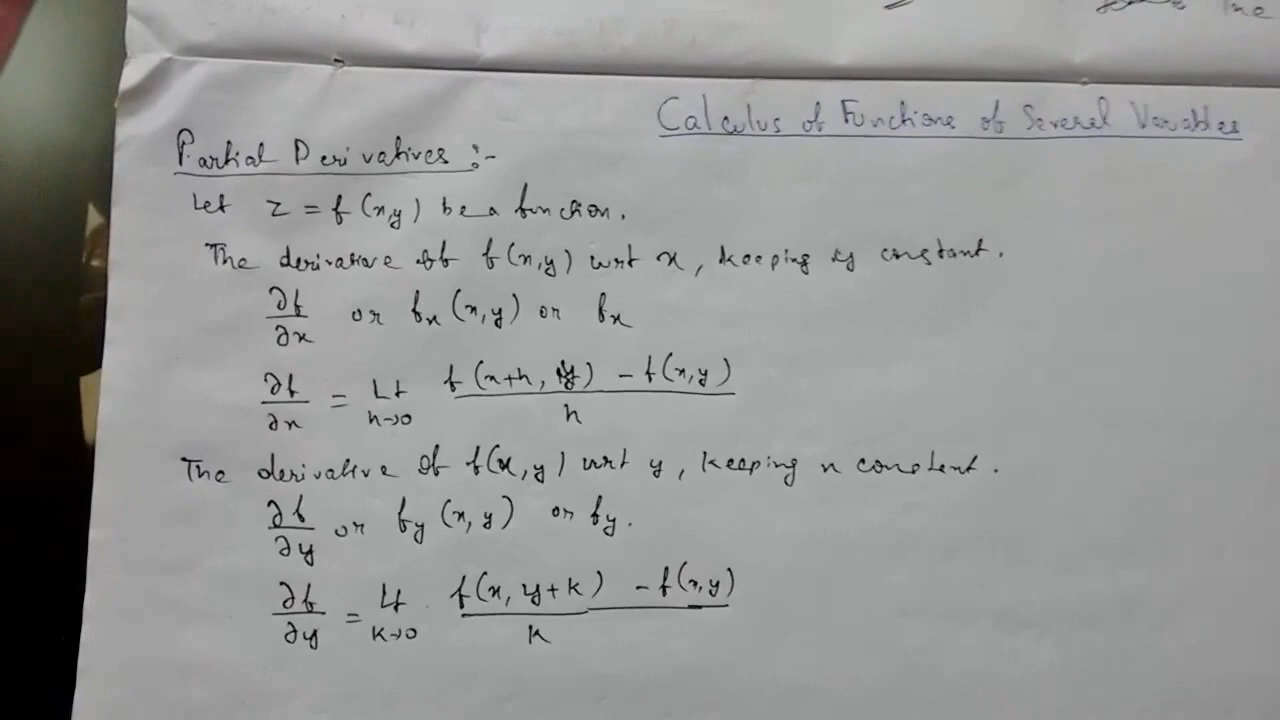 Ine
Calculus of Functions of Several Variables
Partial Derivatives :-
Let z = f(x,y) be a function.
The derivative of f(x,y) wrt x, keeping y constant.
∂f/∂x or fx(x,y) or fx
∂f/∂x = Lt h→0 f(x+h, y) - f(x,y) / h
The derivative of f(x,y) wrt y, keeping x constant.
∂f/∂y or fy(x,y) or fy.
∂f/∂y = Lt k→0 f(x, y+k) - f(x,y) / k